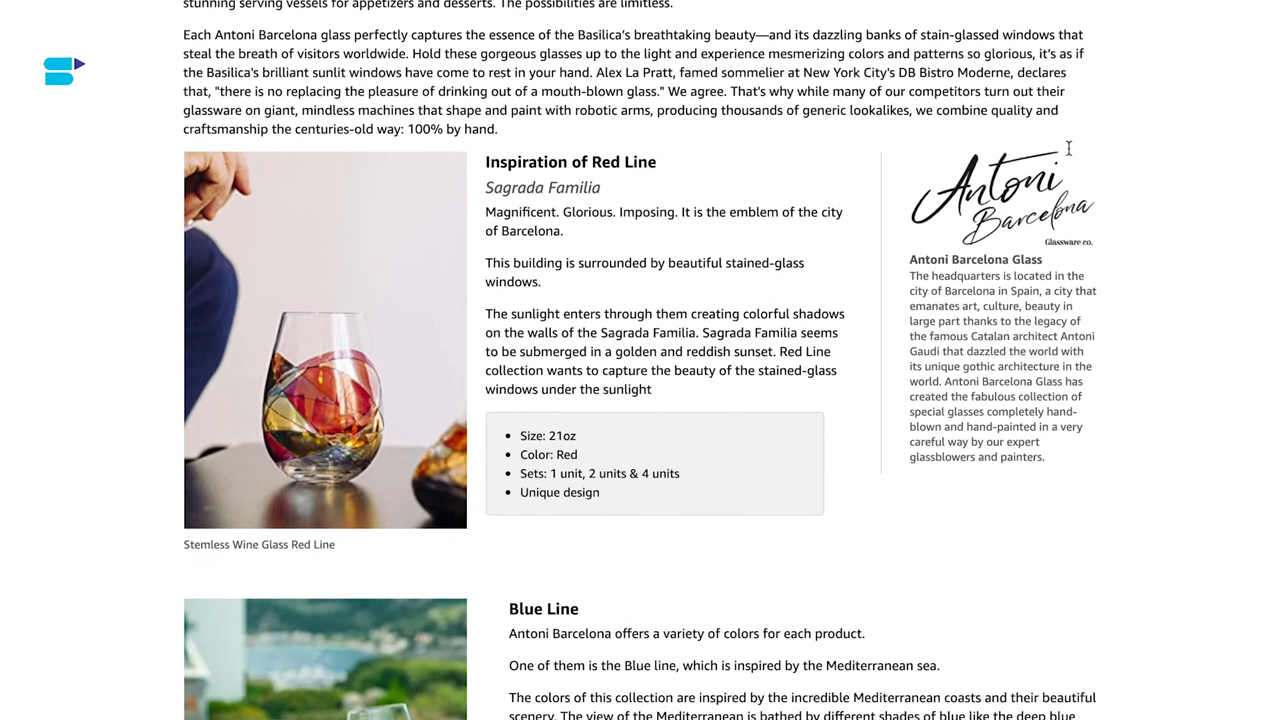 stunning serving vessels for appetizers and desserts. The possibilities are limitless.
Each Antoni Barcelona glass perfectly captures the essence of the Basilica's breathtaking beauty—and its dazzling banks of stain-glassed windows that
steal the breath of visitors worldwide. Hold these gorgeous glasses up to the light and experience mesmerizing colors and patterns so glorious, it's as if
the Basilica's brilliant sunlit windows have come to rest in your hand. Alex La Pratt, famed sommelier at New York City's DB Bistro Moderne, declares
that, "there is no replacing the pleasure of drinking out of a mouth-blown glass." We agree. That's why while many of our competitors turn out their
glassware on giant, mindless machines that shape and paint with robotic arms, producing thousands of generic lookalikes, we combine quality and
craftsmanship the centuries-old way: 100% by hand.
Inspiration of Red Line
Sagrada Familia
Magnificent. Glorious. Imposing. It is the emblem of the city
of Barcelona.
This building is surrounded by beautiful stained-glass
windows.
The sunlight enters through them creating colorful shadows
on the walls of the Sagrada Familia. Sagrada Familia seems
to be submerged in a golden and reddish sunset. Red Line
collection wants to capture the beauty of the stained-glass
windows under the sunlight
• Size: 21oz
• Color: Red
• Sets: 1 unit, 2 units & 4 units
• Unique design
Stemless Wine Glass Red Line
Antoni
Barcelona
Glassware co.
Antoni Barcelona Glass
The headquarters is located in the
city of Barcelona in Spain, a city that
emanates art, culture, beauty in
large part thanks to the legacy of
the famous Catalan architect Antoni
Gaudi that dazzled the world with
its unique gothic architecture in the
world. Antoni Barcelona Glass has
created the fabulous collection of
special glasses completely hand-
blown and hand-painted in a very
careful way by our expert
glassblowers and painters.
Blue Line
Antoni Barcelona offers a variety of colors for each product.
One of them is the Blue line, which is inspired by the Mediterranean sea.
The colors of this collection are inspired by the incredible Mediterranean coasts and their beautiful
scenery. The view of the Mediterranean is bathed by different shades of blue like the deep blue